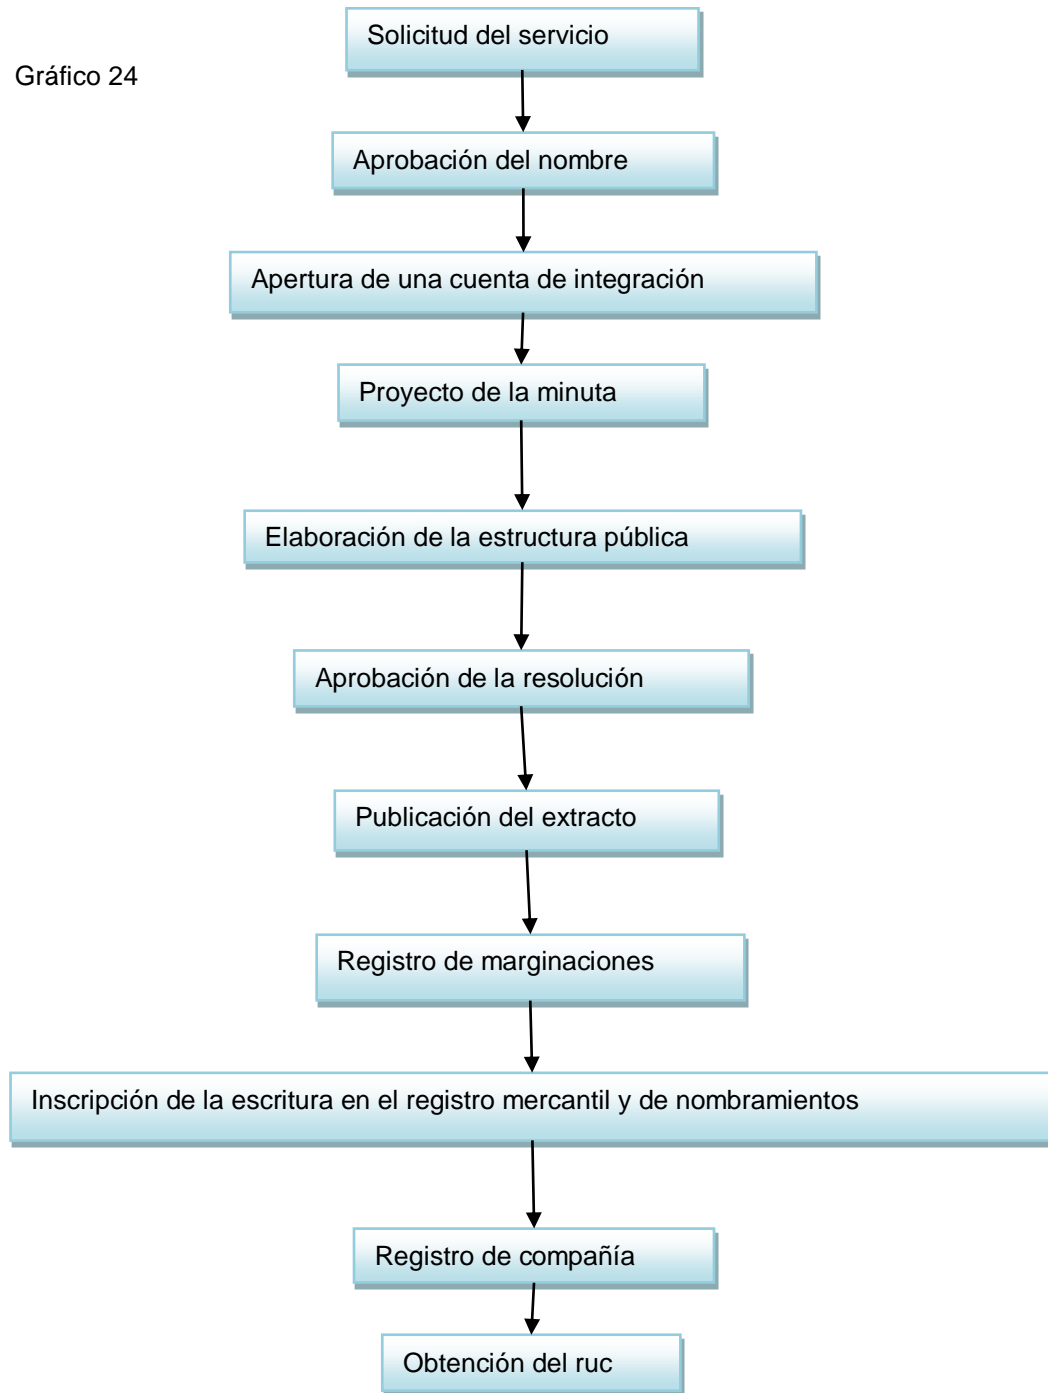 Solicitud del servicio
Gráfico 24
Aprobación del nombre
Apertura de una cuenta de integración
Proyecto de la minuta
Elaboración de la estructura pública
Aprobación de la resolución
Publicación del extracto
Registro de marginaciones
Inscripción de la escritura en el registro mercantil y de nombramientos
Registro de compañía
Obtención del ruc